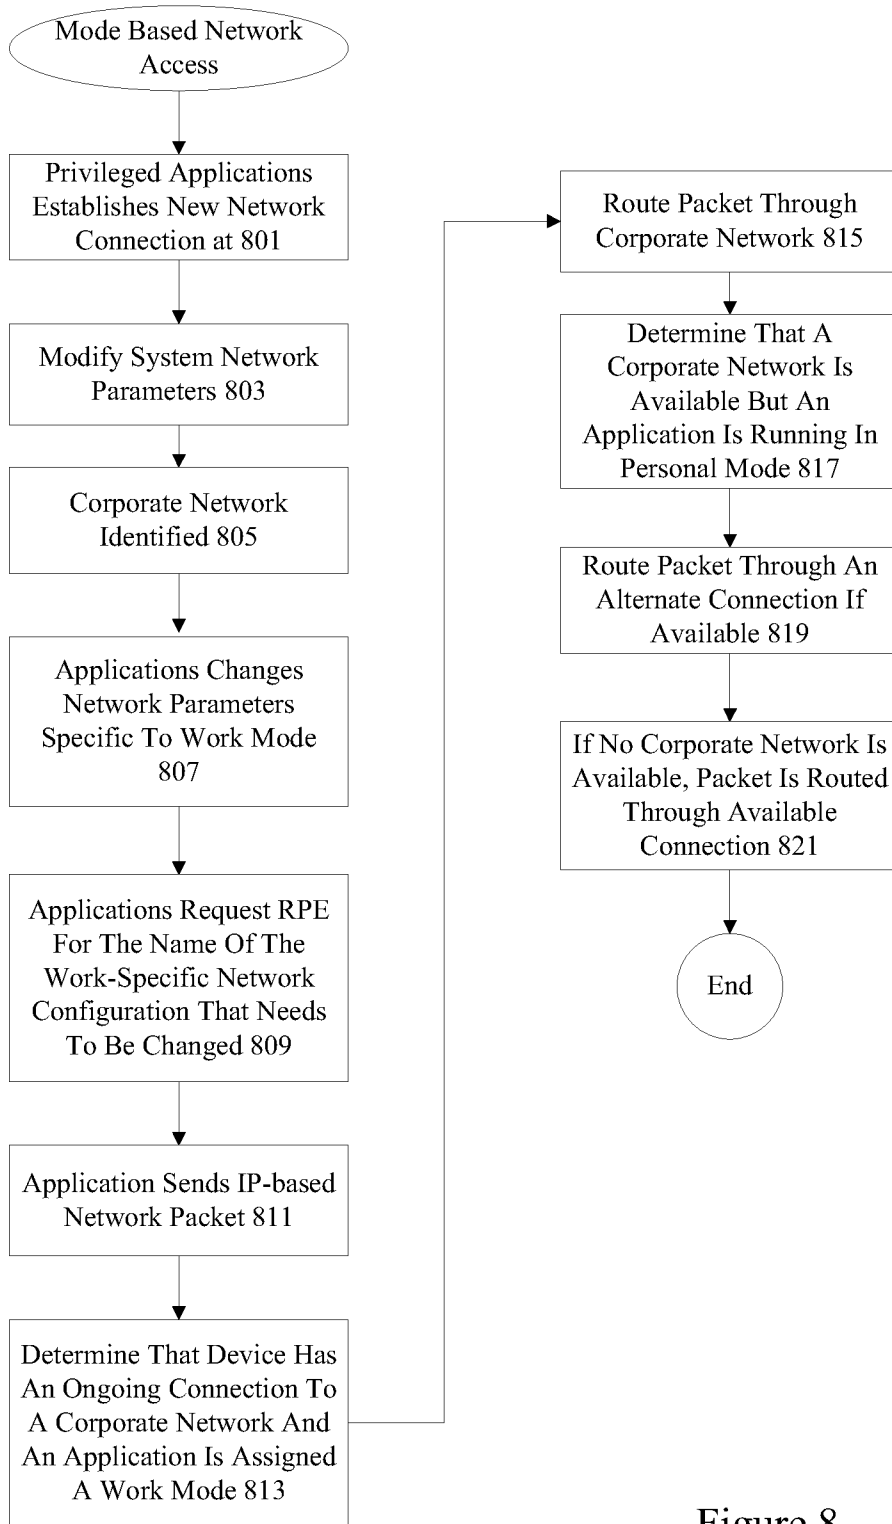 Mode Based Network
Access
Privileged Applications
Establishes New Network
Connection at 801
Modify System Network
Parameters 803
Corporate Network
Identified 805
Applications Changes
Network Parameters
Specific To Work Mode
807
Applications Request RPE
For The Name Of The
Work-Specific Network
Configuration That Needs
To Be Changed 809
Application Sends IP-based
Network Packet 811
Determine That Device Has
An Ongoing Connection To
A Corporate Network And
An Application Is Assigned
A Work Mode 813
Route Packet Through
Corporate Network 815
Determine That A
Corporate Network Is
Available But An
Application Is Running In
Personal Mode 817
Route Packet Through An
Alternate Connection If
Available 819
If No Corporate Network Is
Available, Packet Is Routed
Through Available
Connection 821
End
Figure 8